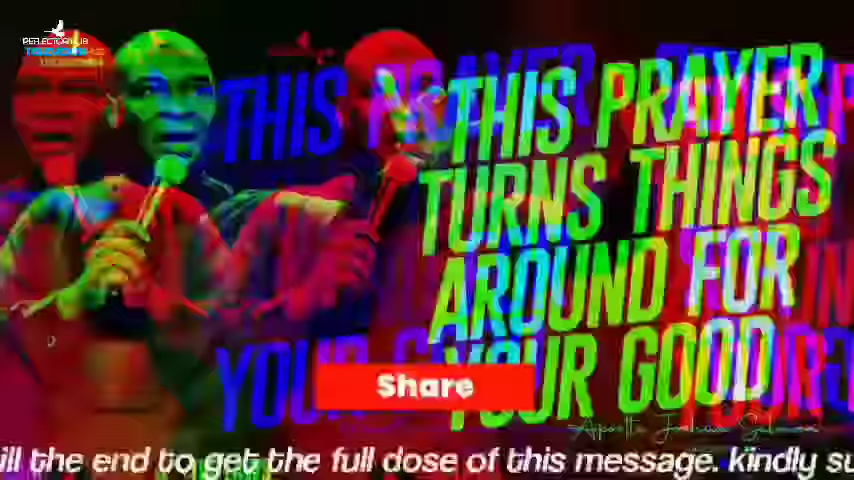 THIS PRAYER
TURNS THINGS
AROUND FOR
YOUR GOOD
Share
ill the end to get the full dose of this message. kindly su